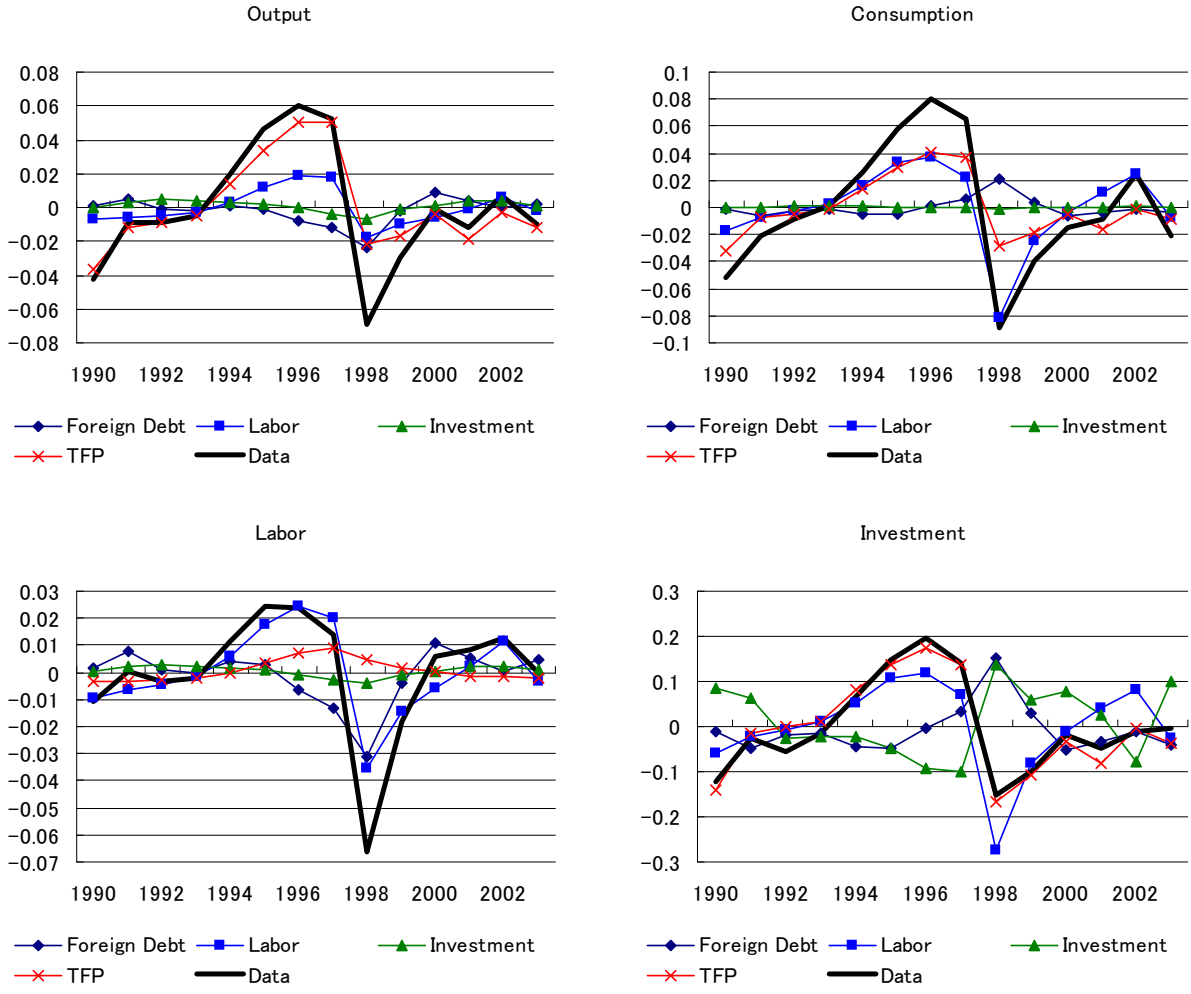 Output
0.08
0.06
0.04
0.02
0
−0.02
−0.04
−0.06
−0.08
1990 1992 1994 1996 1998 2000 2002
Foreign Debt Labor Investment
TFP Data
Consumption
0.1
0.08
0.06
0.04
0.02
0
−0.02
−0.04
−0.06
−0.08
−0.1
1990 1992 1994 1996 1998 2000 2002
Foreign Debt Labor Investment
TFP Data
Labor
0.03
0.02
0.01
0
−0.01
−0.02
−0.03
−0.04
−0.05
−0.06
−0.07
1990 1992 1994 1996 1998 2000 2002
Foreign Debt Labor Investment
TFP Data
Investment
0.3
0.2
0.1
0
−0.1
−0.2
−0.3
1990 1992 1994 1996 1998 2000 2002
Foreign Debt Labor Investment
TFP Data